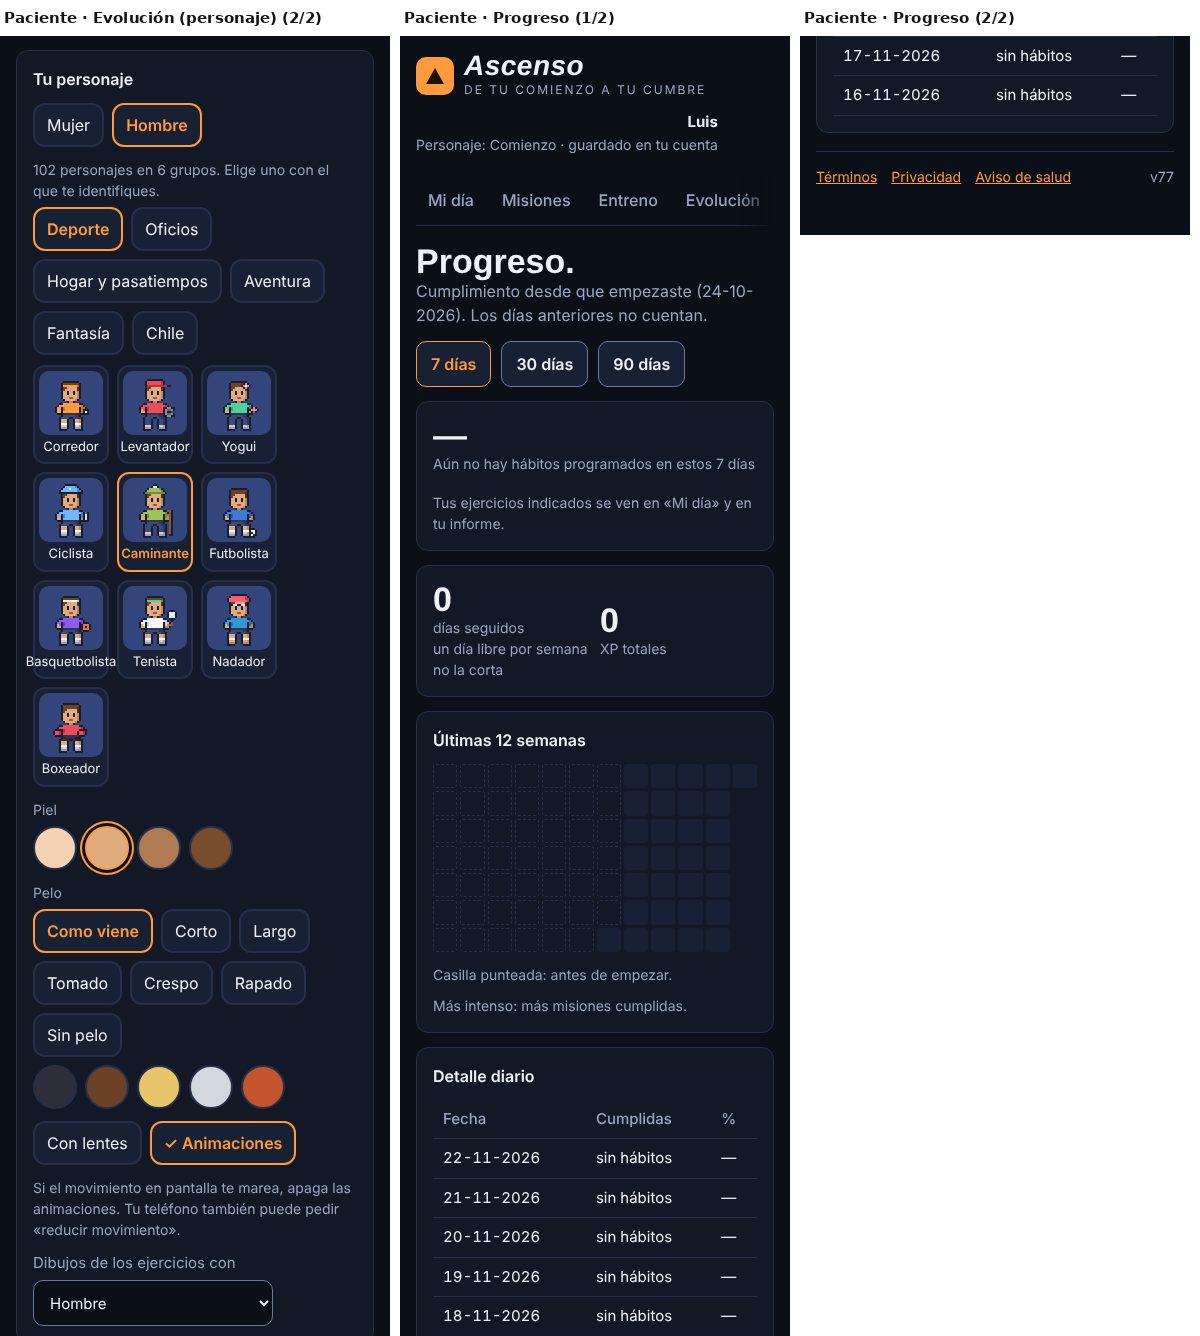 Paciente · Evolución (personaje) (2/2)
Tu personaje
Mujer
Hombre
102 personajes en 6 grupos. Elige uno con el
que te identifiques.
Deporte
Oficios
Hogar y pasatiempos
Aventura
Fantasía
Chile
Corredor
Levantador
Yogui
Ciclista
Caminante
Futbolista
Basquetbolista
Tenista
Nadador
Boxeador
Piel
Pelo
Como viene
Corto
Largo
Tomado
Crespo
Rapado
Sin pelo
Con lentes
✓ Animaciones
Si el movimiento en pantalla te marea, apaga las
animaciones. Tu teléfono también puede pedir
«reducir movimiento».
Dibujos de los ejercicios con
Hombre
Paciente · Progreso (1/2)
Ascenso
DE TU COMIENZO A TU CUMBRE
Luis
Personaje: Comienzo · guardado en tu cuenta
Mi día
Misiones
Entreno
Evolución
Progreso.
Cumplimiento desde que empezaste (24-10-
2026). Los días anteriores no cuentan.
7 días
30 días
90 días
—
Aún no hay hábitos programados en estos 7 días
Tus ejercicios indicados se ven en «Mi día» y en
tu informe.
0
días seguidos
un día libre por semana
no la corta
0
XP totales
Últimas 12 semanas
Casilla punteada: antes de empezar.
Más intenso: más misiones cumplidas.
Detalle diario
Fecha Cumplidas %
22-11-2026 sin hábitos —
21-11-2026 sin hábitos —
20-11-2026 sin hábitos —
19-11-2026 sin hábitos —
18-11-2026 sin hábitos —
Paciente · Progreso (2/2)
17-11-2026 sin hábitos —
16-11-2026 sin hábitos —
Términos Privacidad Aviso de salud v77